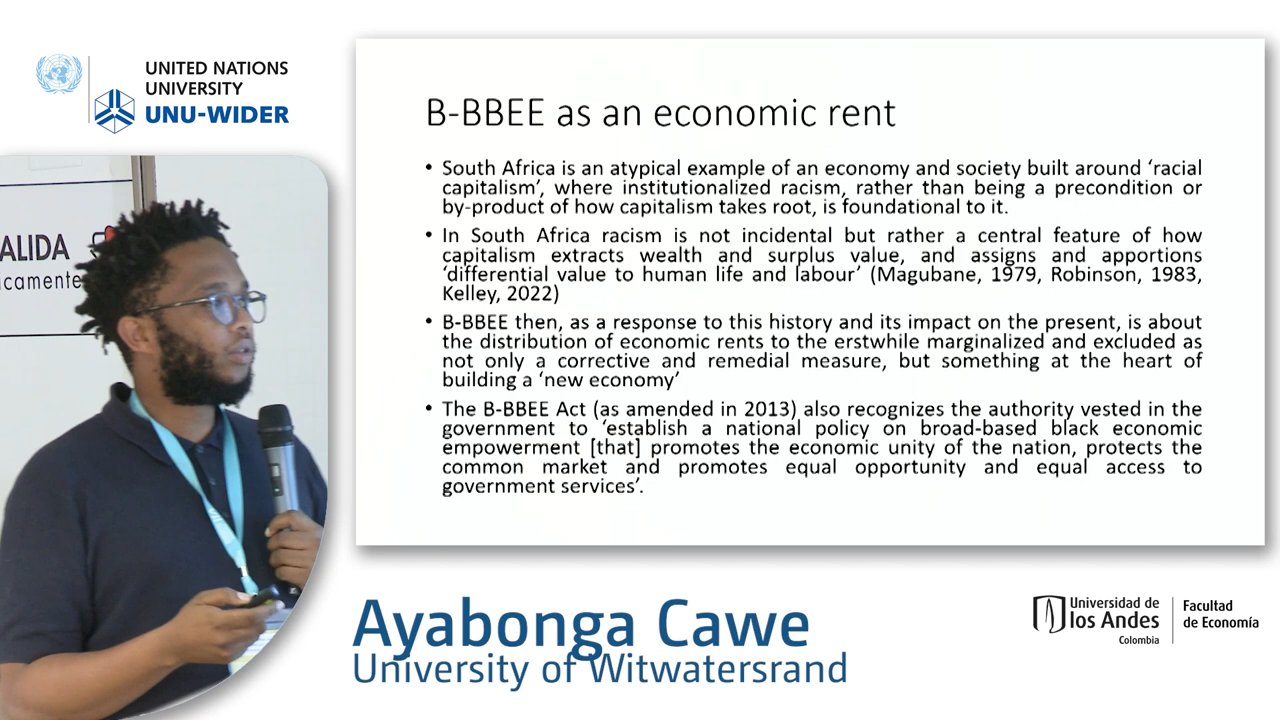 UNITED NATIONS
UNIVERSITY
UNU-WIDER
ALIDA
icamente
B-BBEE as an economic rent
• South Africa is an atypical example of an economy and society built around ‘racial
capitalism’, where institutionalized racism, rather than being a precondition or
by-product of how capitalism takes root, is foundational to it.
• In South Africa racism is not incidental but rather a central feature of how
capitalism extracts wealth and surplus value, and assigns and apportions
‘differential value to human life and labour’ (Magubane, 1979, Robinson, 1983,
Kelley, 2022)
• B-BBEE then, as a response to this history and its impact on the present, is about
the distribution of economic rents to the erstwhile marginalized and excluded as
not only a corrective and remedial measure, but something at the heart of
building a ‘new economy’
• The B-BBEE Act (as amended in 2013) also recognizes the authority vested in the
government to ‘establish a national policy on broad-based black economic
empowerment [that] promotes the economic unity of the nation, protects the
common market and promotes equal opportunity and equal access to
government services’.
Ayabonga Cawe
University of Witwatersrand
Universidad de
los Andes
Colombia
Facultad
de Economía